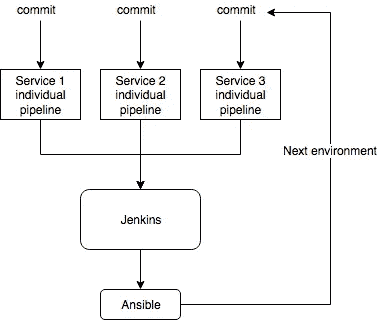 commit
commit
commit
Service 1
individual
pipeline
Service 2
individual
pipeline
Service 3
individual
pipeline
Next environment
Jenkins
Ansible